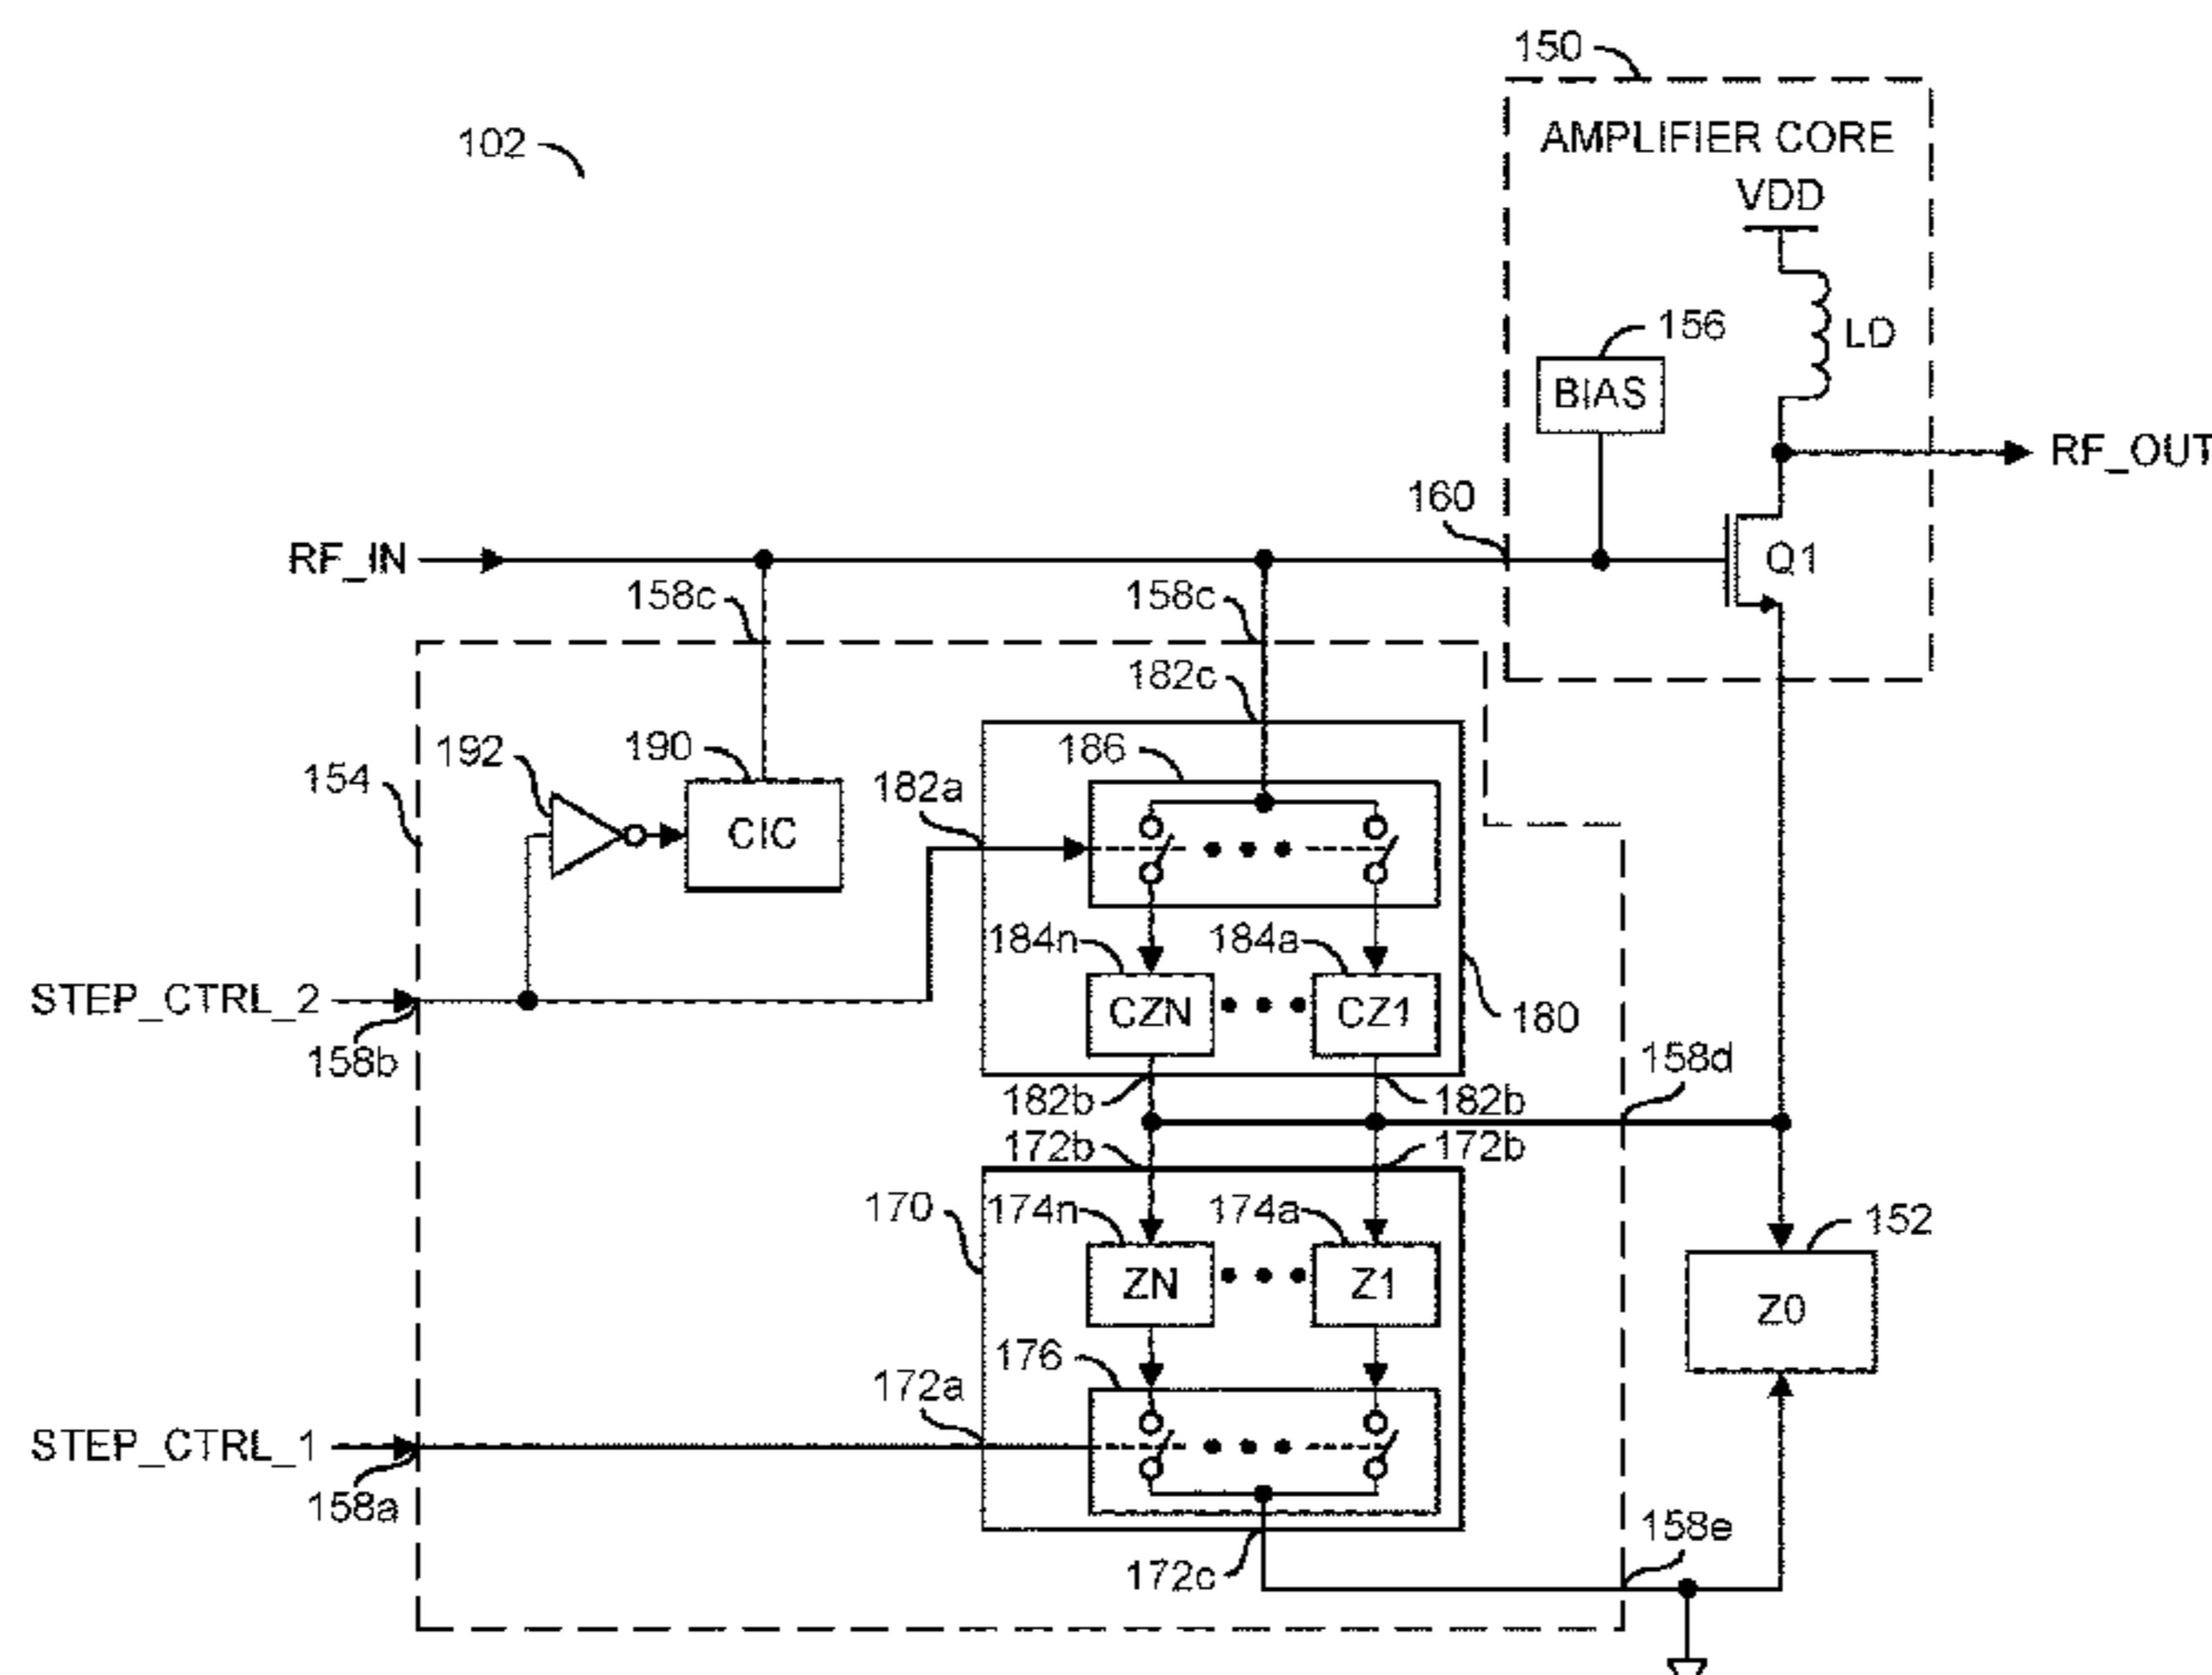 150
102
AMPLIFIER CORE
VDD
156
LD
BIAS
RF_OUT
160
RF_IN
Q1
158c
158c
182c
192
190
186
154
182a
CIC
184n
184a
STEP_CTRL_2
CZN
CZ1
180
158b
158d
182b
182b
172b
172b
170
174n
174a
152
ZN
Z1
Z0
176
172a
STEP_CTRL_1
158a
158e
172c